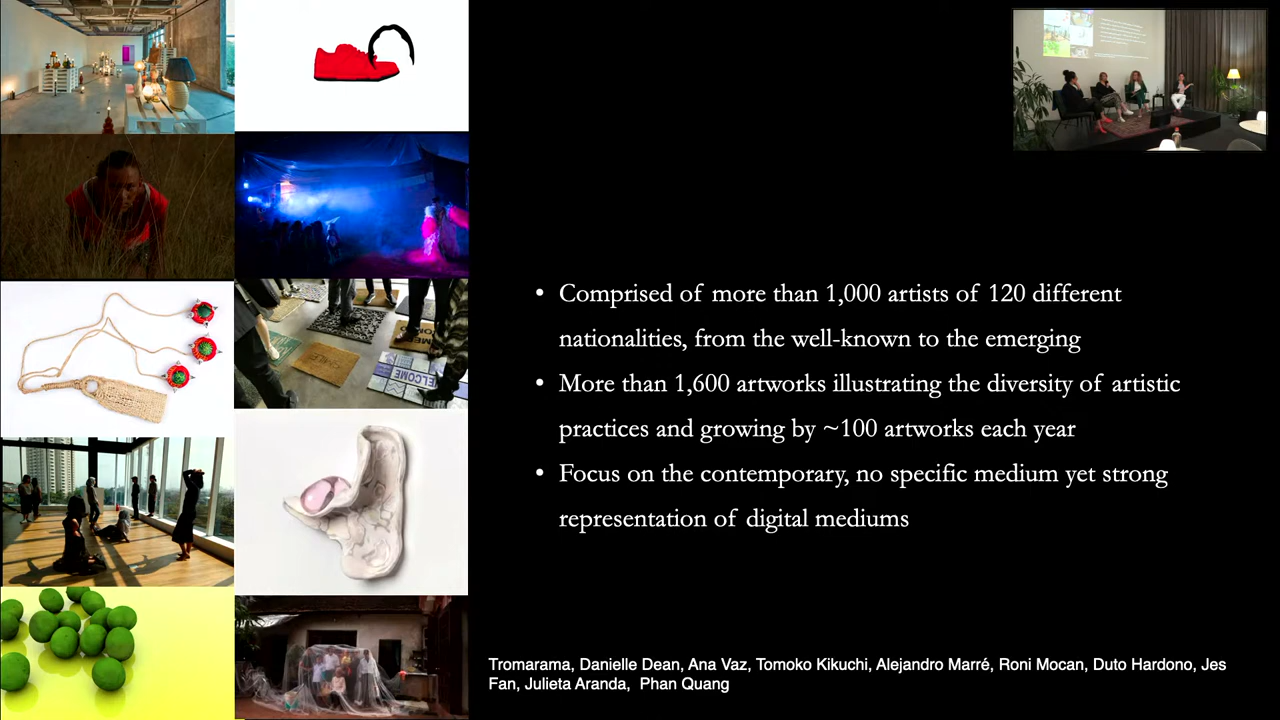 WELCOME
• Comprised of more than 1,000 artists of 120 different
nationalities, from the well-known to the emerging
• More than 1,600 artworks illustrating the diversity of artistic
practices and growing by ~100 artworks each year
• Focus on the contemporary, no specific medium yet strong
representation of digital mediums
Tromarama, Danielle Dean, Ana Vaz, Tomoko Kikuchi, Alejandro Marré, Roni Mocan, Duto Hardono, Jes
Fan, Julieta Aranda,  Phan Quang